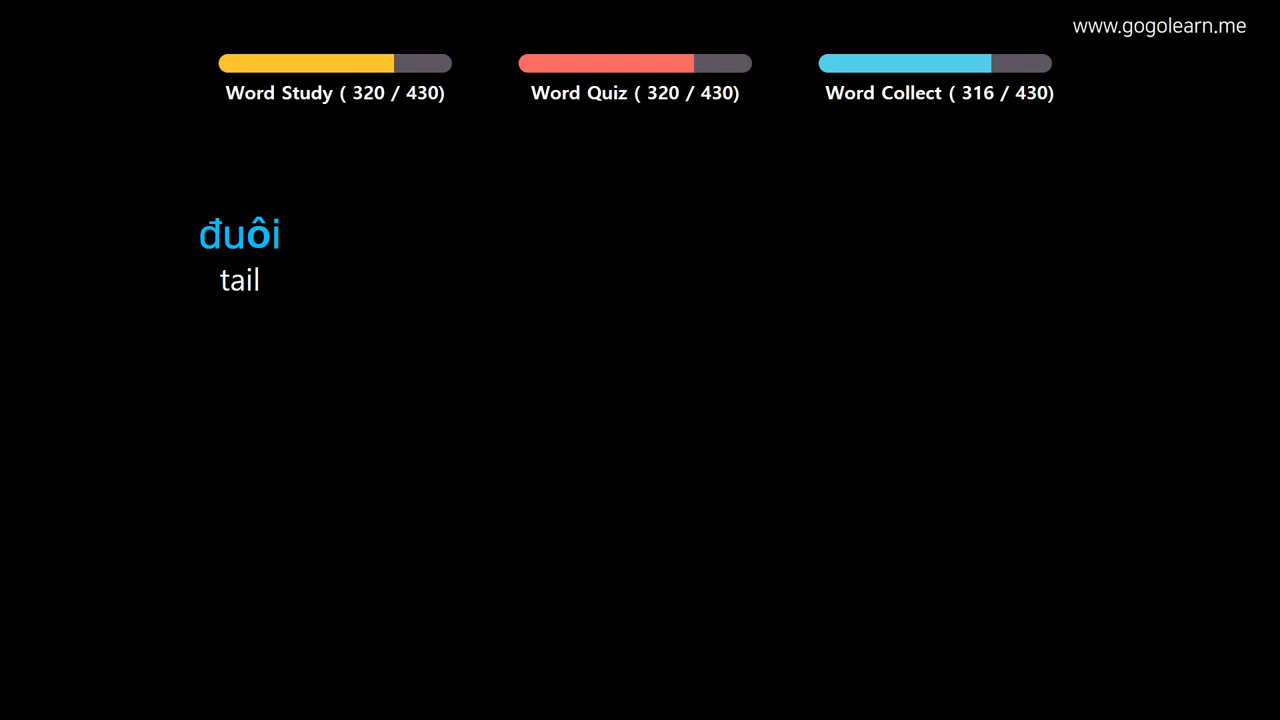 www.gogolearn.me
Word Study ( 320 / 430)
Word Quiz ( 320 / 430)
Word Collect ( 316 / 430)
đuôi
tail